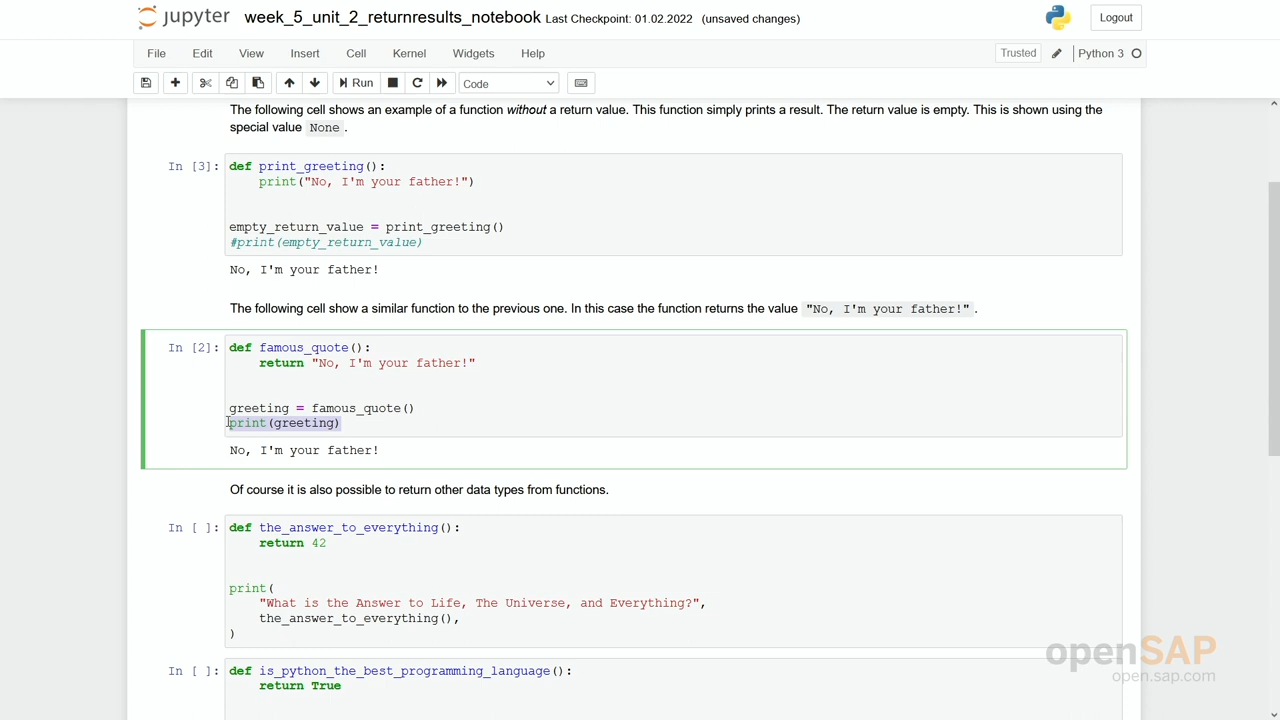 jupyter week_5_unit_2_returnresults_notebook Last Checkpoint: 01.02.2022 (unsaved changes) Logout
File Edit View Insert Cell Kernel Widgets Help Trusted Python 3
Run Code
The following cell shows an example of a function without a return value. This function simply prints a result. The return value is empty. This is shown using the
special value None .
In [3]: def print_greeting():
print("No, I'm your father!")
empty_return_value = print_greeting()
#print(empty_return_value)
No, I'm your father!
The following cell show a similar function to the previous one. In this case the function returns the value "No, I'm your father!" .
In [2]: def famous_quote():
return "No, I'm your father!"
greeting = famous_quote()
print(greeting)
No, I'm your father!
Of course it is also possible to return other data types from functions.
In [ ]: def the_answer_to_everything():
return 42
print(
"What is the Answer to Life, The Universe, and Everything?",
the_answer_to_everything(),
)
In [ ]: def is_python_the_best_programming_language():
return True
openSAP
open.sap.com